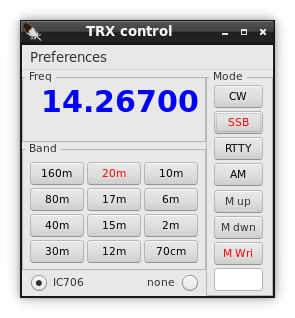 TRX control
Preferences
Freq
14.26700
Band
160m 20m 10m
80m 17m 6m
40m 15m 2m
30m 12m 70cm
IC706 none
Mode
CW
SSB
RTTY
AM
M up
M dwn
M Wri